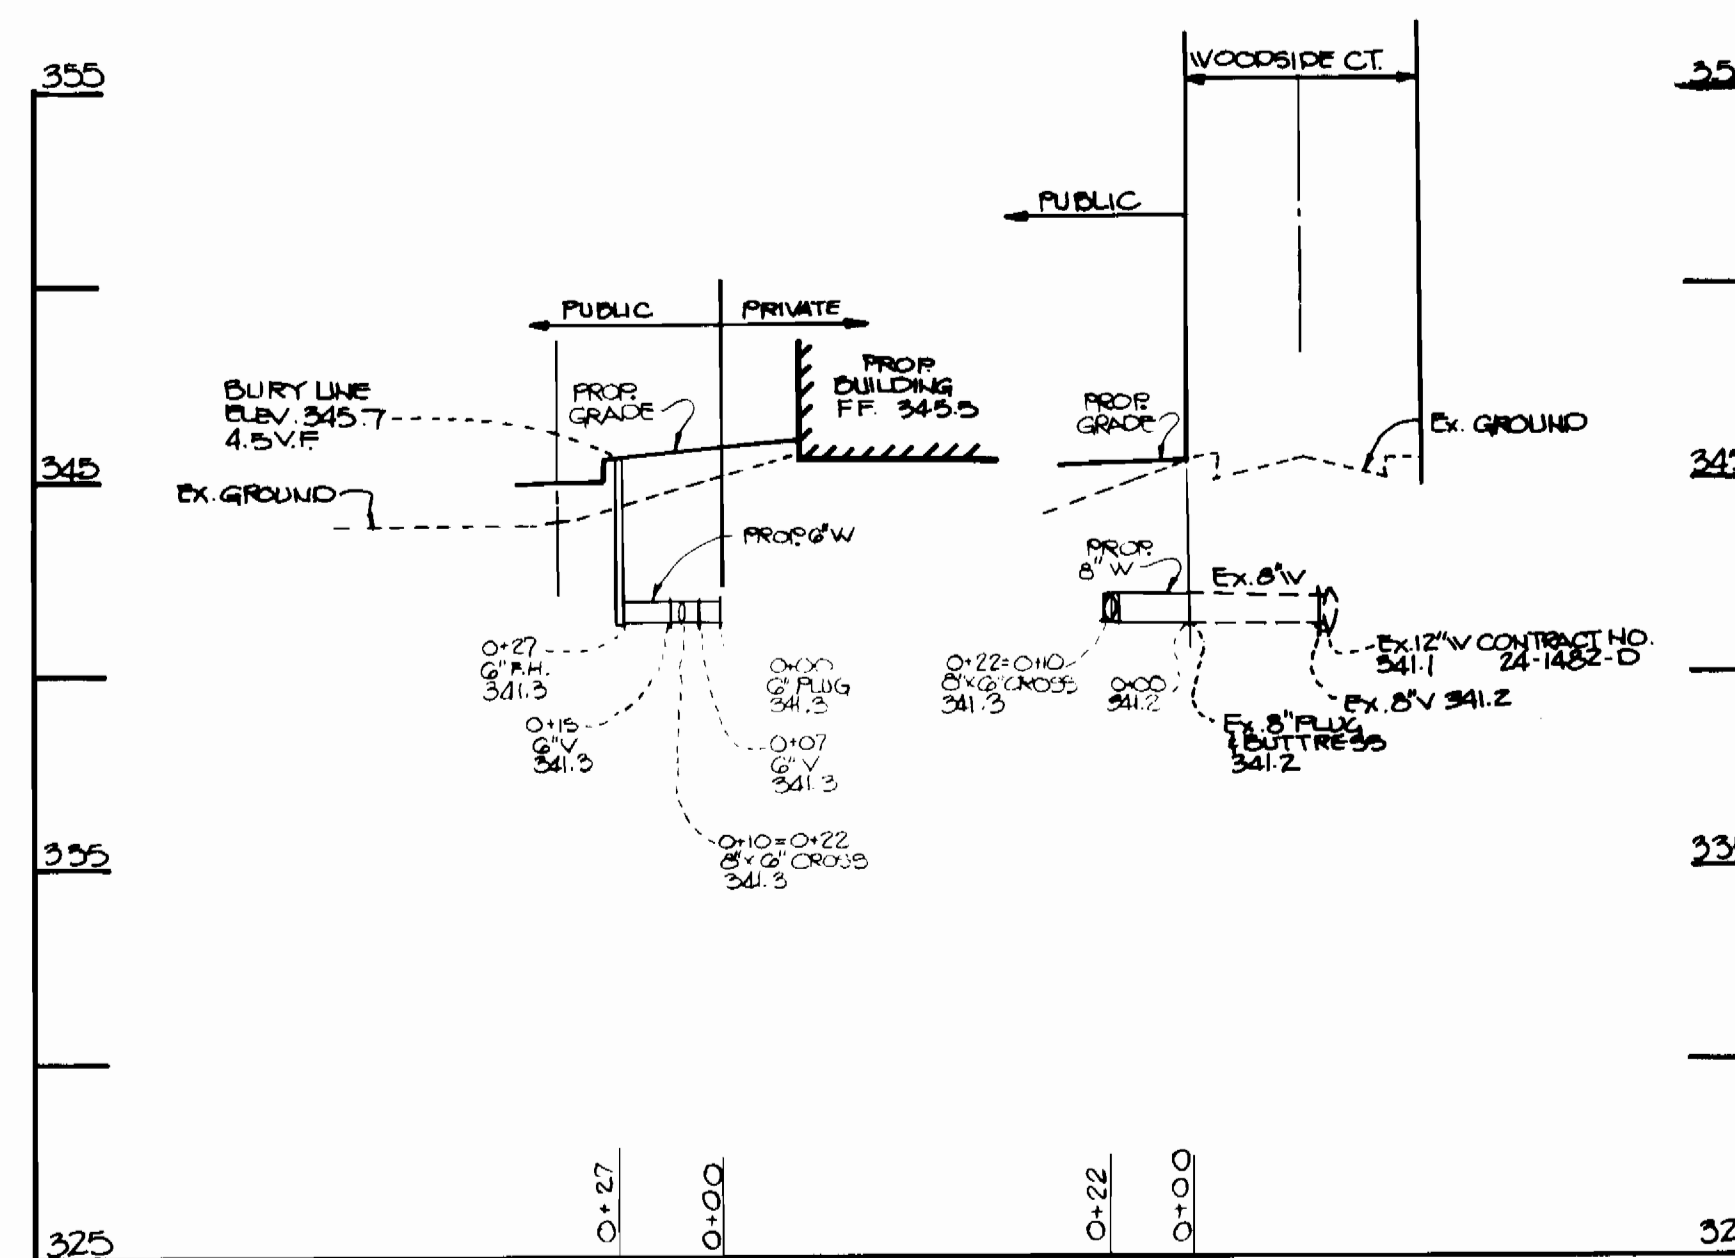 355
WOODSIDE CT.
PUBLIC
PUBLIC
PRIVATE
BURY LINE
ELEV. 345.7
4.5 V.F.
PROP.
GRADE
PROP.
BUILDING
FF. 345.5
PROP.
GRADE
EX. GROUND
345
EX. GROUND
PROP. 6" W
PROP.
8" W
EX. 8" W
0+27
6" F.H.
341.3
0+00
6" PLUG
341.3
0+22=0+10
8"x6" CROSS
341.3
0+00
341.2
EX. 12" W CONTRACT NO.
341.1 24-1482-D
EX. 8" V 341.2
0+15
6" V
341.3
0+07
6" V
341.3
EX. 8" PLUG
& BUTTRESS
341.2
0+10=0+22
8"x6" CROSS
341.3
335
0+27
0+00
0+22
0+00
325